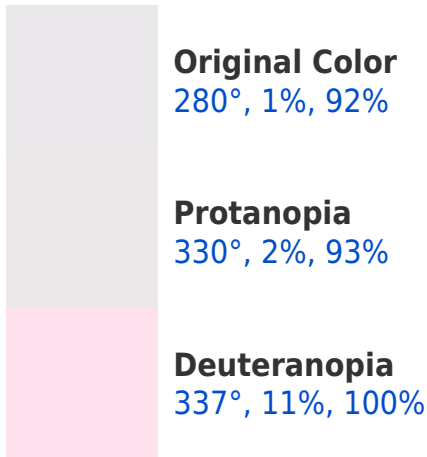 Original Color
280°, 1%, 92%
Protanopia
330°, 2%, 93%
Deuteranopia
337°, 11%, 100%